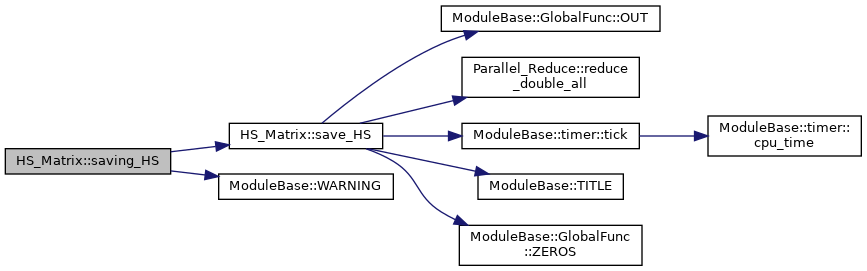 HS_Matrix::saving_HS
HS_Matrix::save_HS
ModuleBase::WARNING
ModuleBase::GlobalFunc::OUT
Parallel_Reduce::reduce
_double_all
ModuleBase::timer::tick
ModuleBase::TITLE
ModuleBase::GlobalFunc
::ZEROS
ModuleBase::timer::
cpu_time